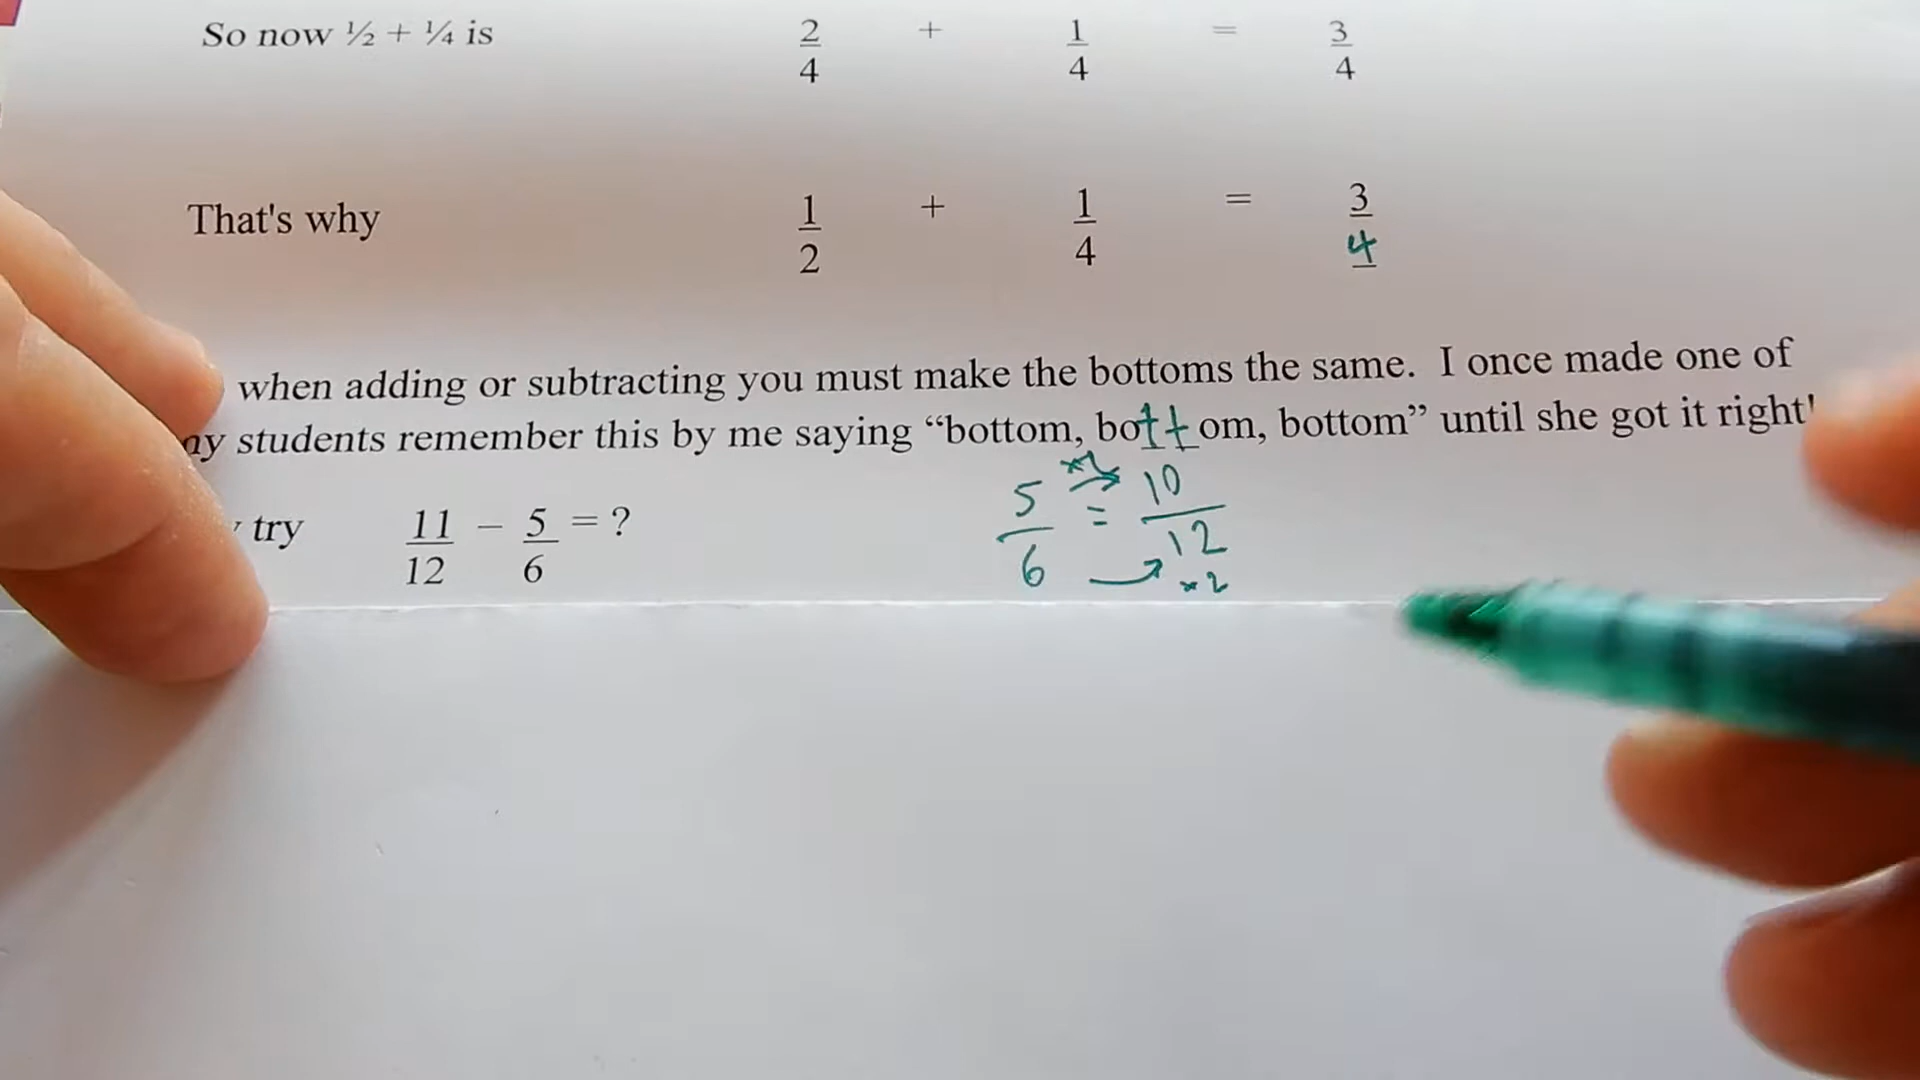 So now ½ + ¼ is 2/4 + 1/4 = 3/4
That's why 1/2 + 1/4 = 3/4
when adding or subtracting you must make the bottoms the same. I once made one of
students remember this by me saying “bottom, bottom, bottom” until she got it right!
try 11/12 − 5/6 = ?
5/6 = 10/12
×2
×2